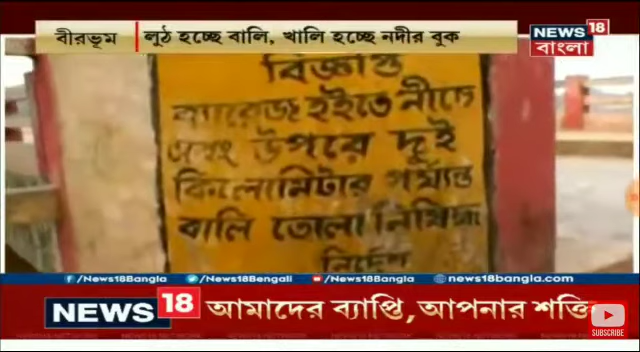 বীরভূম
লুঠ হচ্ছে বালি, খালি হচ্ছে নদীর বুক
NEWS 18
বাংলা
বিজ্ঞপ্তি
ব্যারেজ হইতে নীচে
এবং উপরে দুই
কিলোমিটার পর্য্যন্ত
বালি তোলা নিষিদ্ধ
নির্দেশ
/News18Bangla /News18Bengali /News18Bangla news18bangla.com
NEWS 18 আমাদের ব্যাপ্তি, আপনার শক্তি
SUBSCRIBE